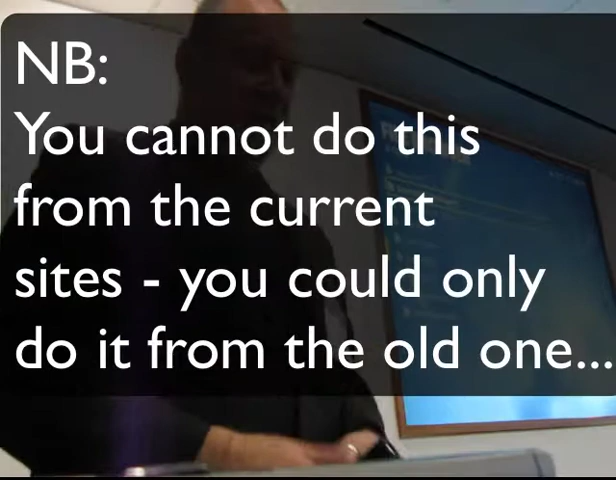 NB:
You cannot do this
from the current
sites - you could only
do it from the old one...